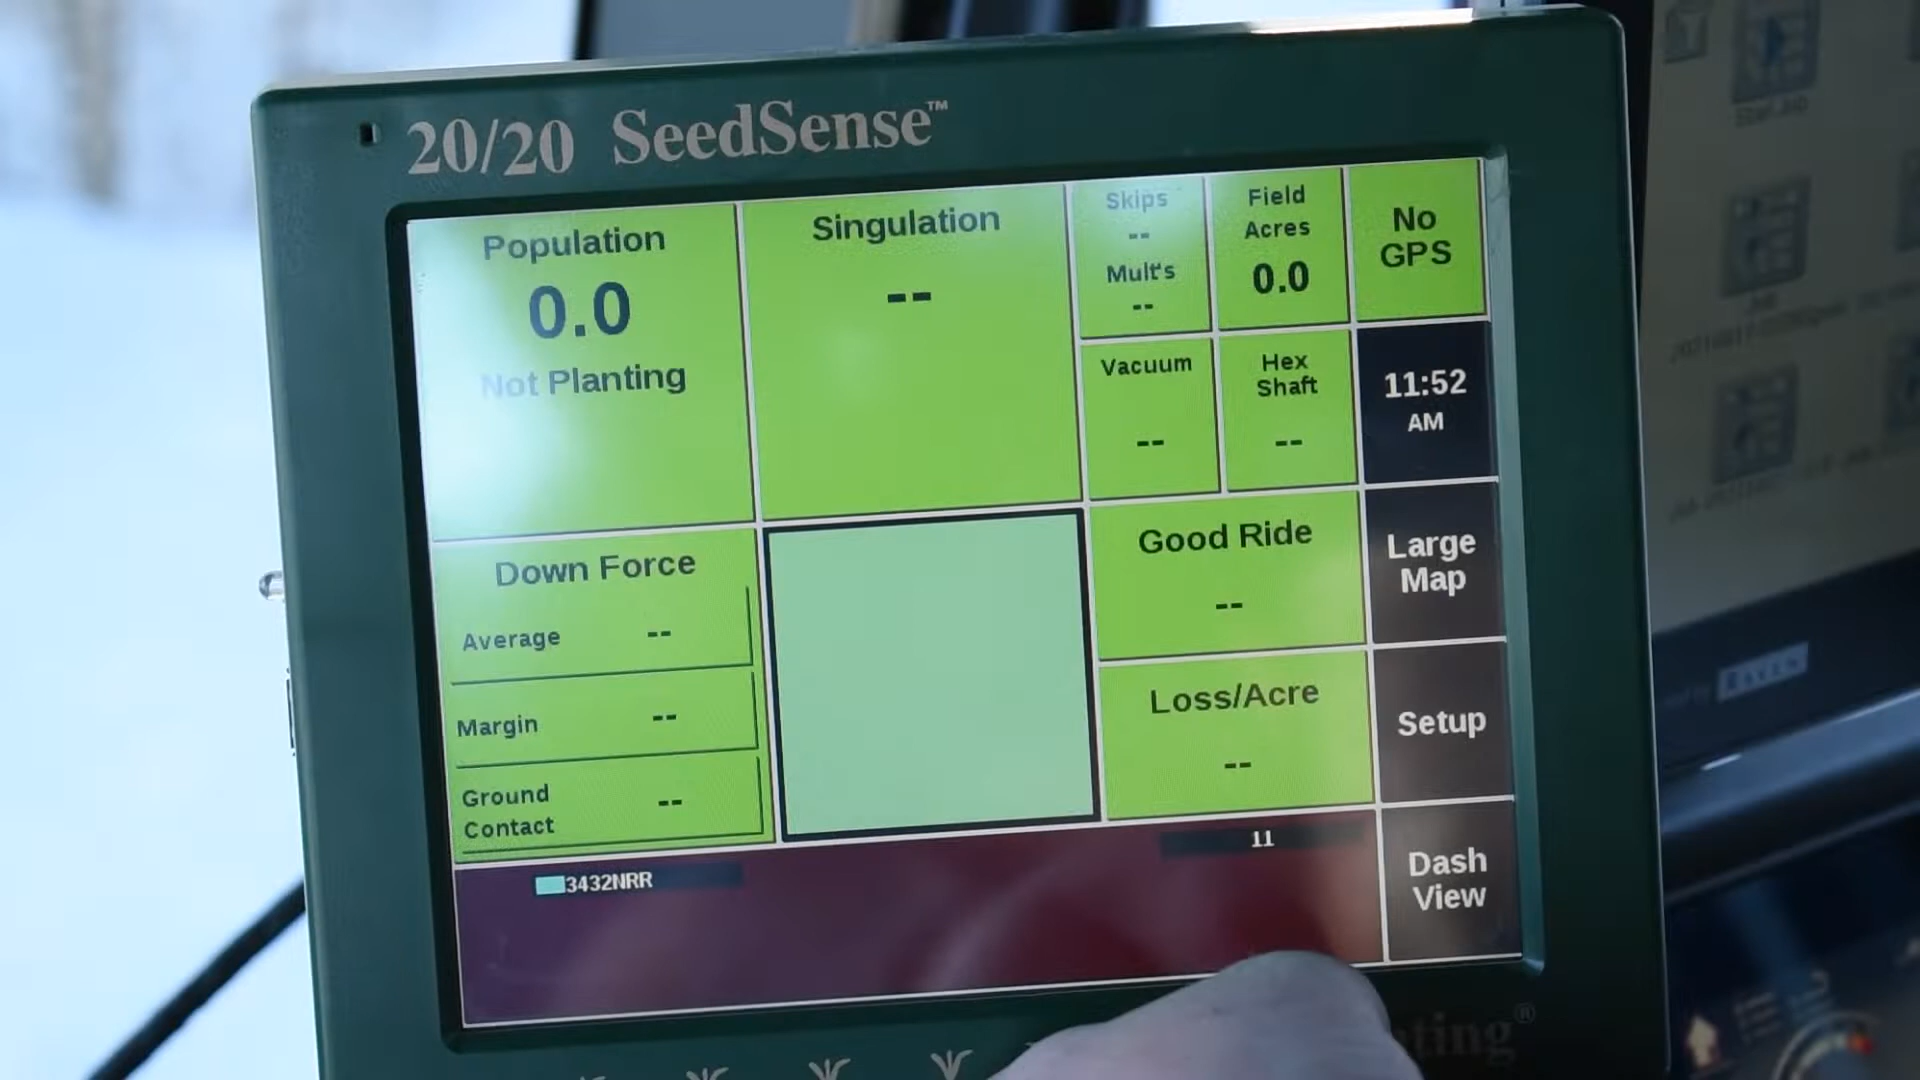 20/20 SeedSense™
Population
0.0
Not Planting
Singulation
--
Skips
--
Mult's
--
Field
Acres
0.0
No
GPS
Vacuum
--
Hex
Shaft
--
11:52
AM
Down Force
Average --
Margin --
Ground
Contact --
Good Ride
--
Large
Map
Loss/Acre
--
Setup
3432NRR
11
Dash
View